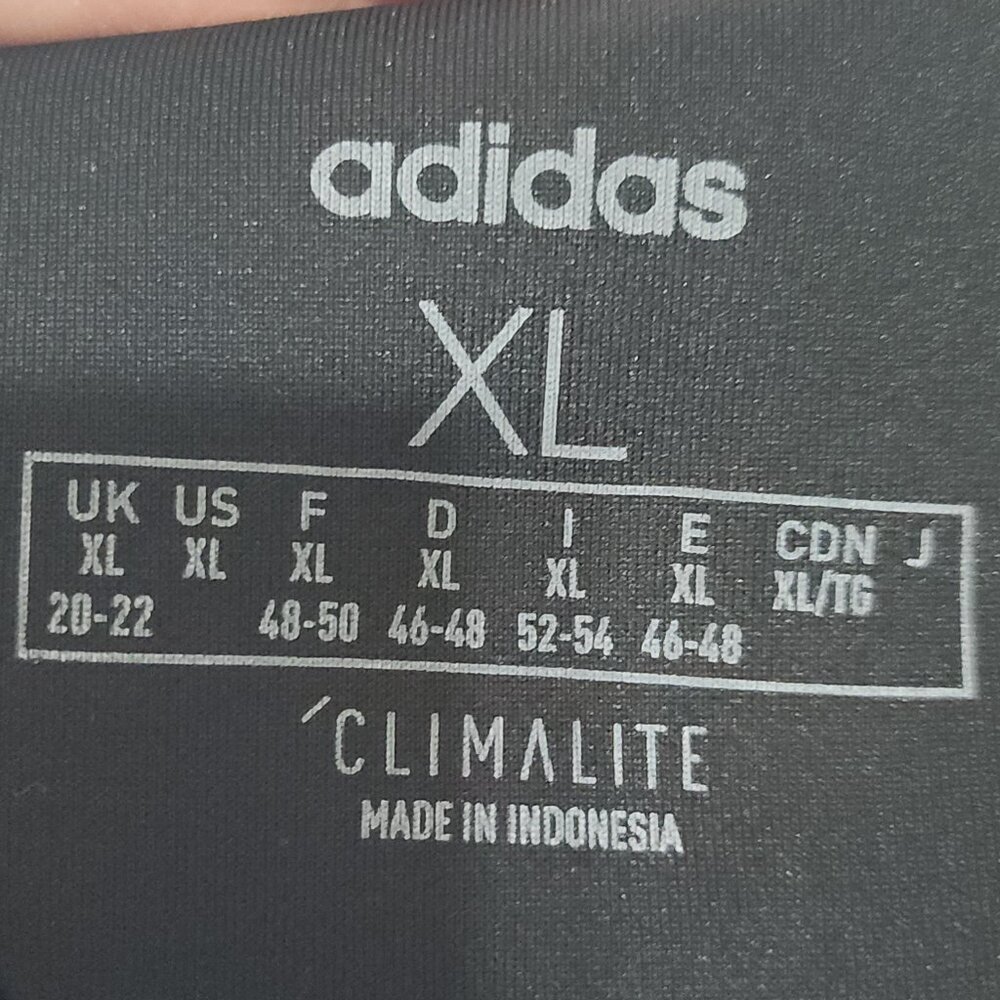 adidas
XL
UK US F D I E CDN J
XL XL XL XL XL XL XL/TG
20-22 48-50 46-48 52-54 46-48
CLIMALITE
MADE IN INDONESIA